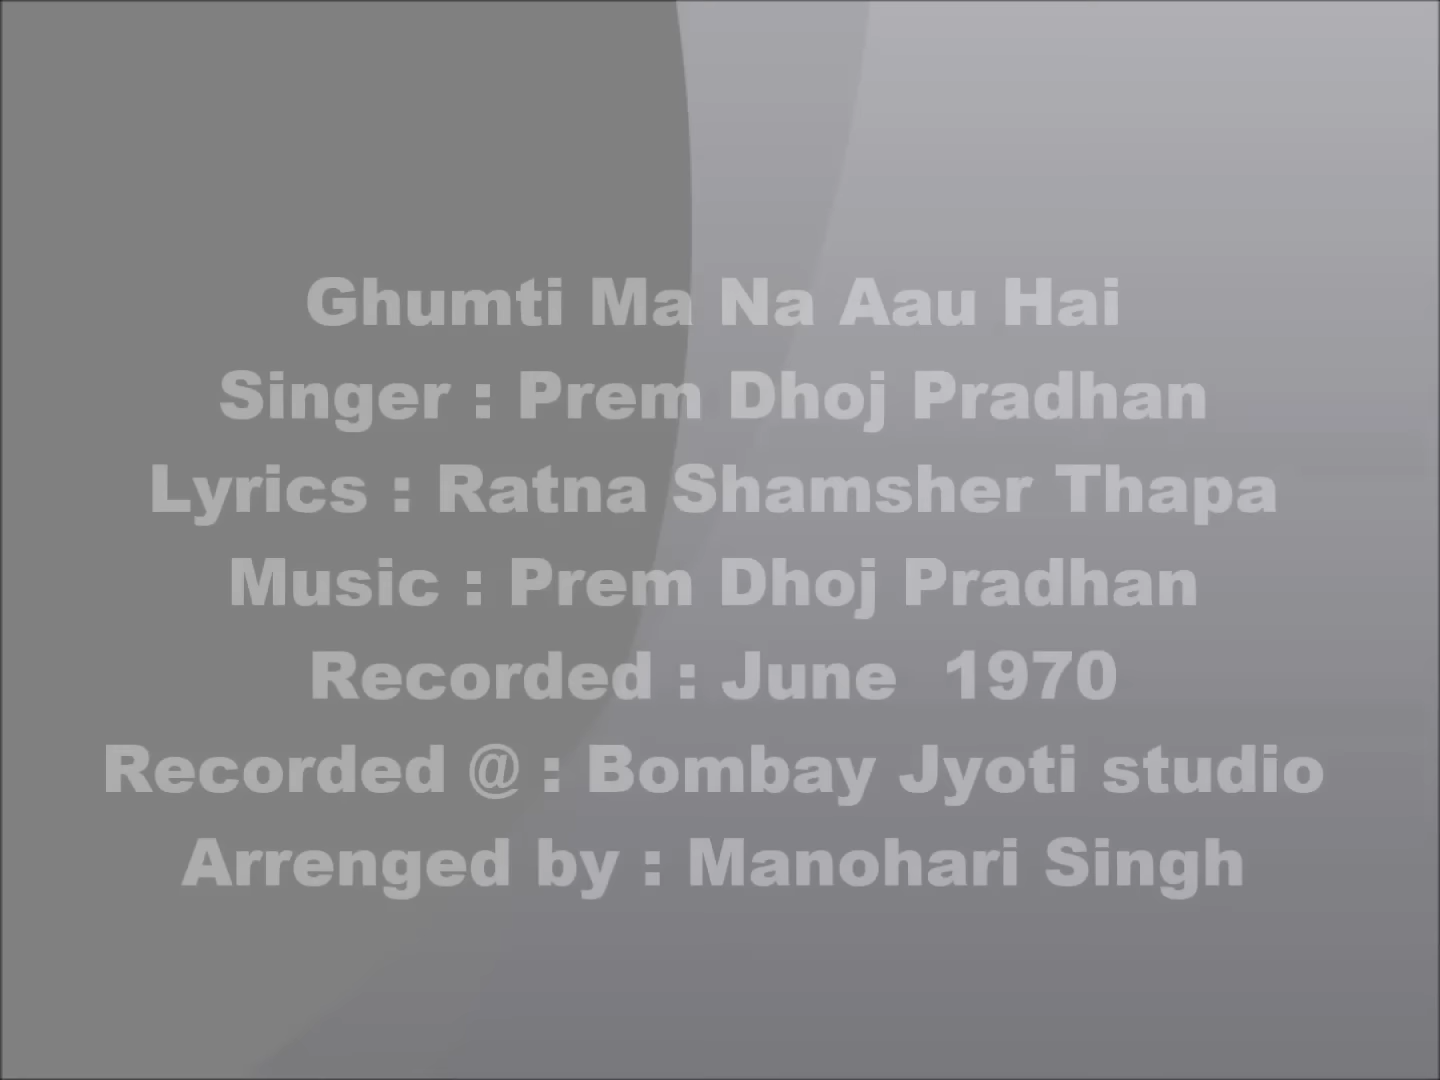 Ghumti Ma Na Aau Hai
Singer : Prem Dhoj Pradhan
Lyrics : Ratna Shamsher Thapa
Music : Prem Dhoj Pradhan
Recorded : June  1970
Recorded @ : Bombay Jyoti studio
Arrenged by : Manohari Singh